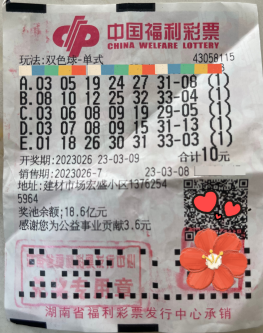 中国福利彩票
CHINA WELFARE LOTTERY
玩法:双色球-单式 43058115
A.03 05 19 24 27 31-08 (1)
B.08 10 12 25 32 33-04 (1)
C.03 06 08 09 19 29-05 (1)
D.03 07 08 09 15 31-13 (1)
E.01 18 26 30 31 33-03 (1)
开奖期:2023026 23-03-09 合计10元
销售期:2023026-7 23-03-08
地址:建材市场宏盛小区1376254
5964
奖池余额:18.6亿元
感谢您为公益事业贡献3.6元
湖南省福利彩票发行中心承销